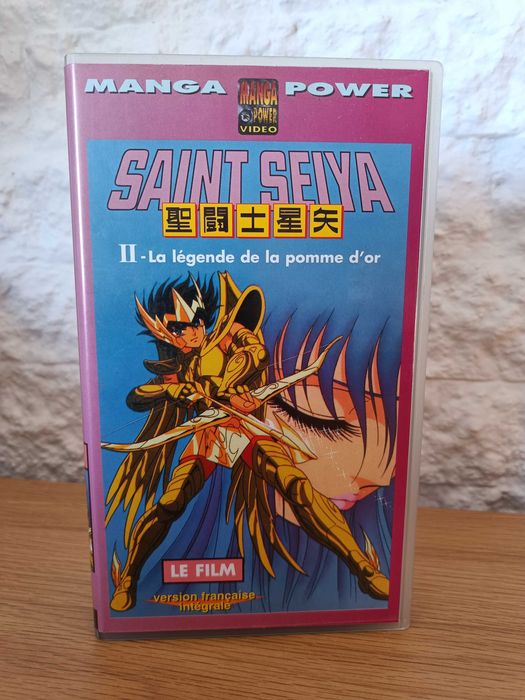 MANGA POWER
MANGA
POWER
VIDEO
SAINT SEIYA
聖闘士星矢
II - La légende de la pomme d'or
LE FILM
version française
intégrale